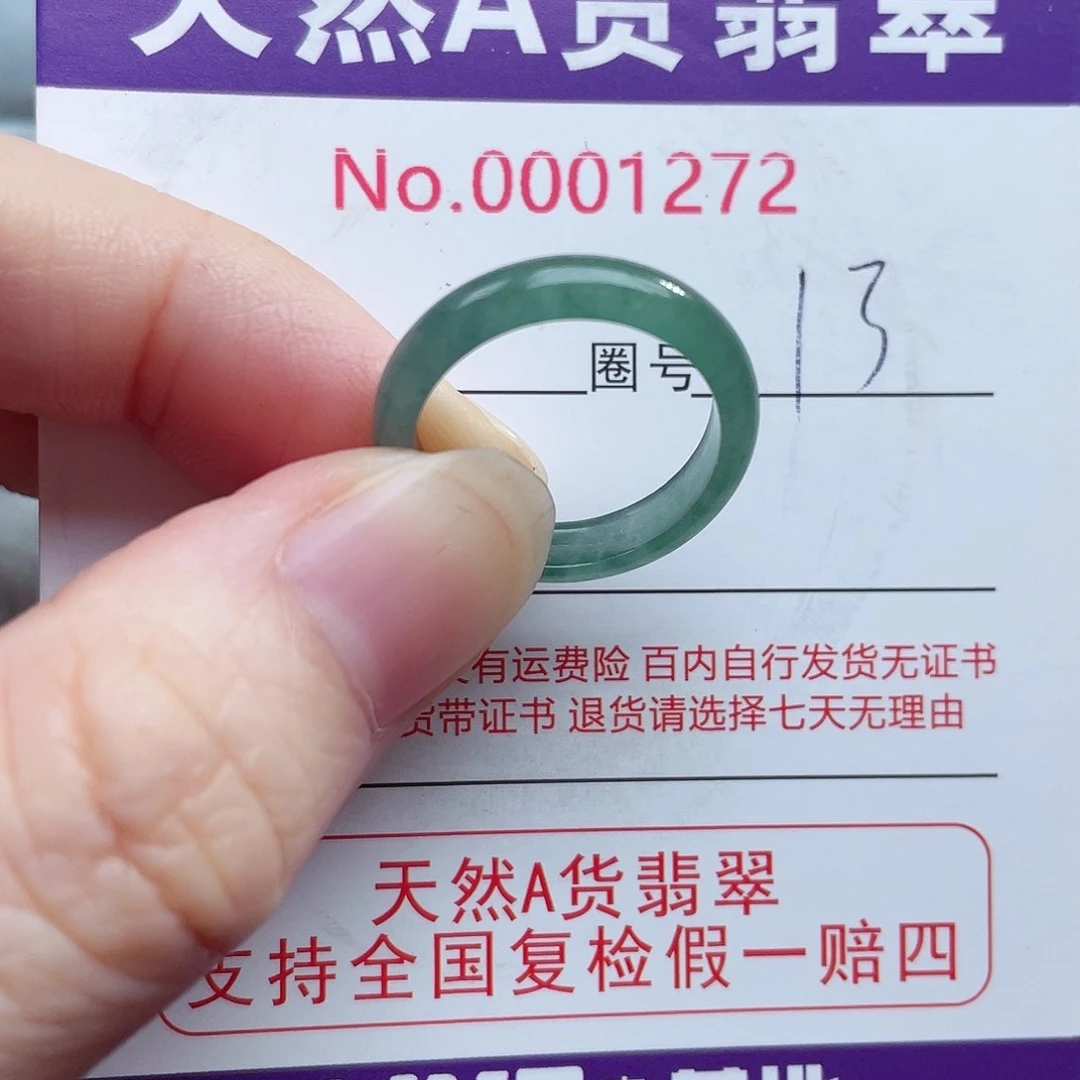 天然A货翡翠
No.0001272
圈号 13
有运费险 百内自行发货无证书
货带证书 退货请选择七天无理由
天然A货翡翠
支持全国复检假一赔四